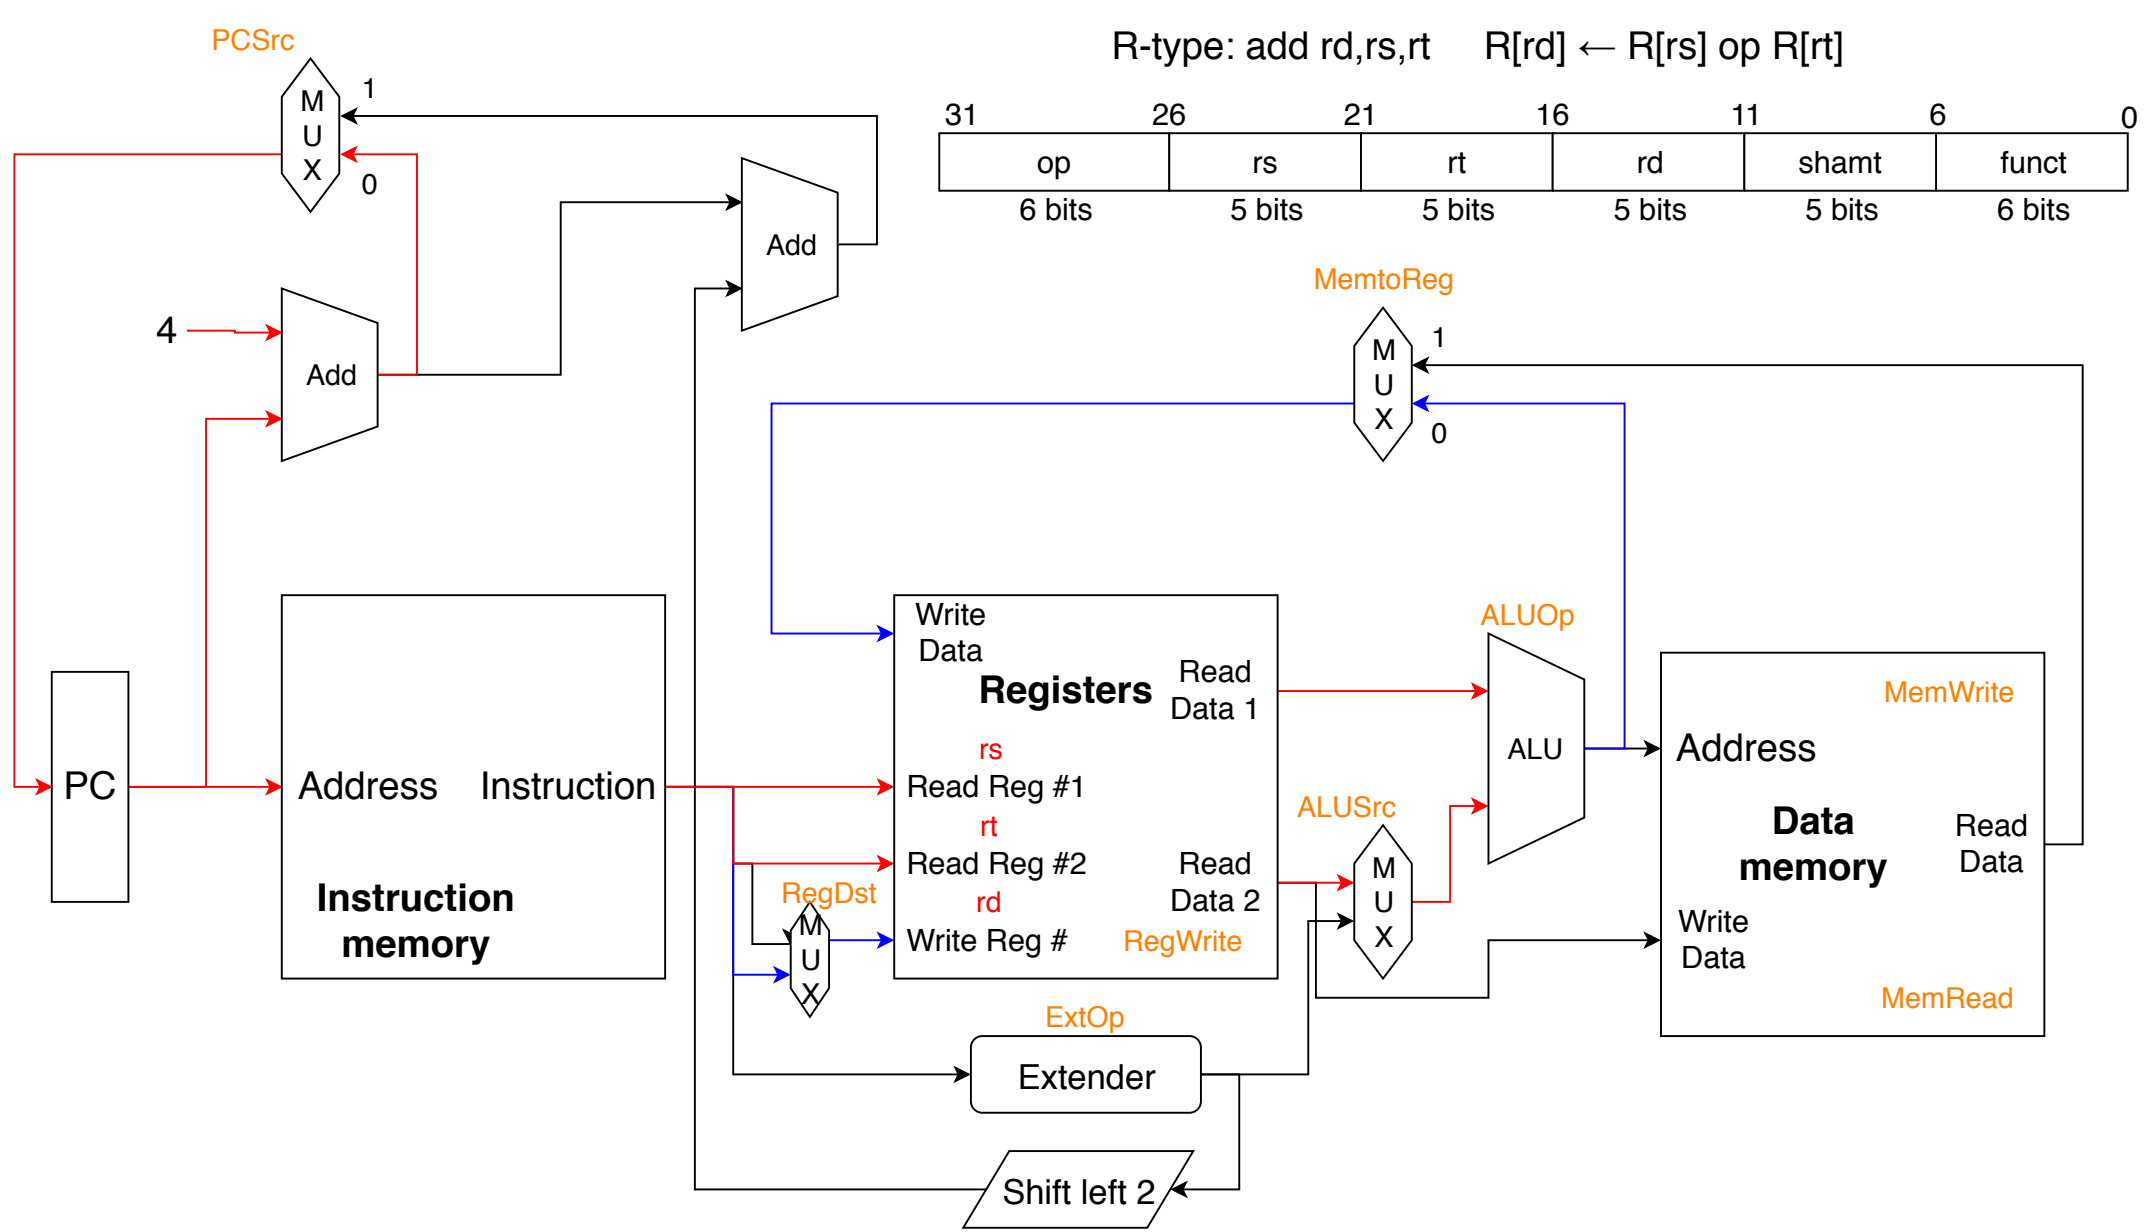 PCSrc
R-type: add rd,rs,rt R[rd] ← R[rs] op R[rt]
M
U
X
1
0
31 26 21 16 11 6 0
op rs rt rd shamt funct
6 bits 5 bits 5 bits 5 bits 5 bits 6 bits
Add
4
Add
MemtoReg
M
U
X
1
0
PC
Address Instruction
Instruction
memory
Write
Data
Registers
Read
Data 1
rs
Read Reg #1
rt
Read Reg #2
rd
Write Reg #
Read
Data 2
RegWrite
RegDst
M
U
X
ALUOp
ALU
ALUSrc
M
U
X
MemWrite
Address
Data
memory
Read
Data
Write
Data
MemRead
ExtOp
Extender
Shift left 2